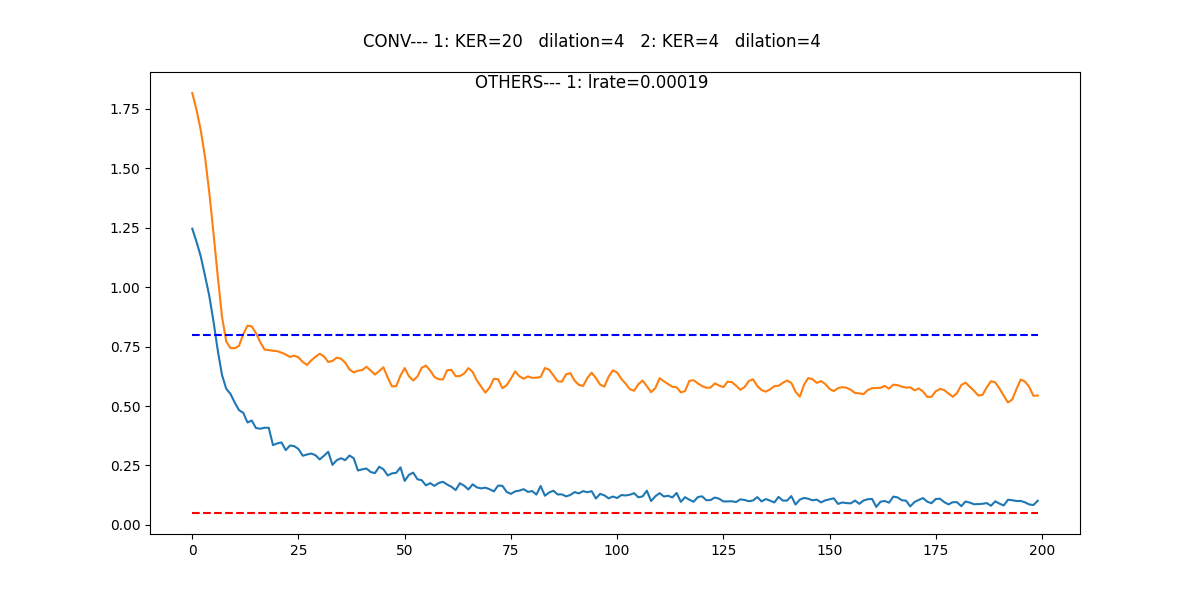 CONV--- 1: KER=20   dilation=4   2: KER=4   dilation=4
OTHERS--- 1: lrate=0.00019
1.75
1.50
1.25
1.00
0.75
0.50
0.25
0.00
0 25 50 75 100 125 150 175 200